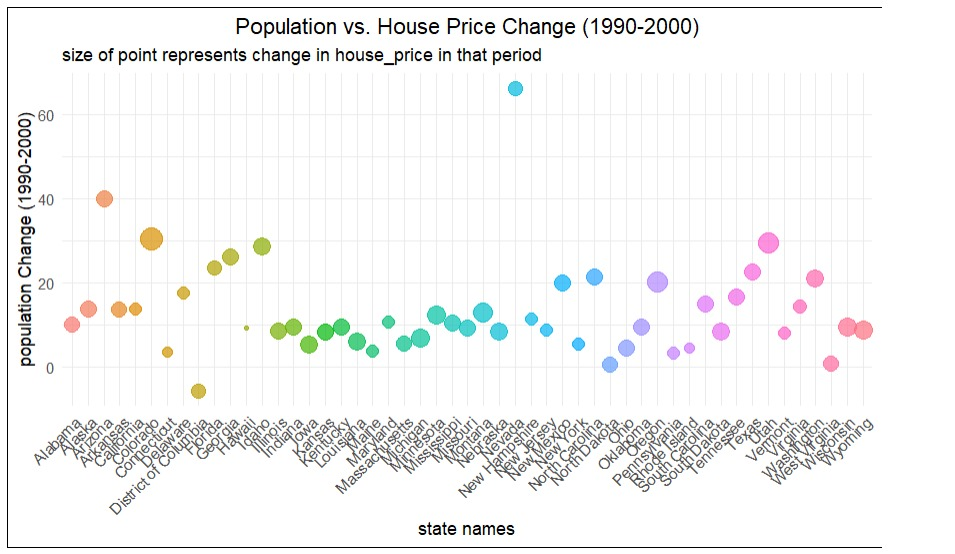 Population vs. House Price Change (1990-2000)
size of point represents change in house_price in that period
population Change (1990-2000)
60
40
20
0
Alabama
Alaska
Arizona
Arkansas
California
Colorado
Connecticut
Delaware
District of Columbia
Florida
Georgia
Hawaii
Idaho
Illinois
Indiana
Iowa
Kansas
Kentucky
Louisiana
Maine
Maryland
Massachusetts
Michigan
Minnesota
Mississippi
Missouri
Montana
Nebraska
Nevada
New Hampshire
New Jersey
New Mexico
New York
North Carolina
North Dakota
Ohio
Oklahoma
Oregon
Pennsylvania
Rhode Island
South Carolina
South Dakota
Tennessee
Texas
Utah
Vermont
Virginia
Washington
West Virginia
Wisconsin
Wyoming
state names